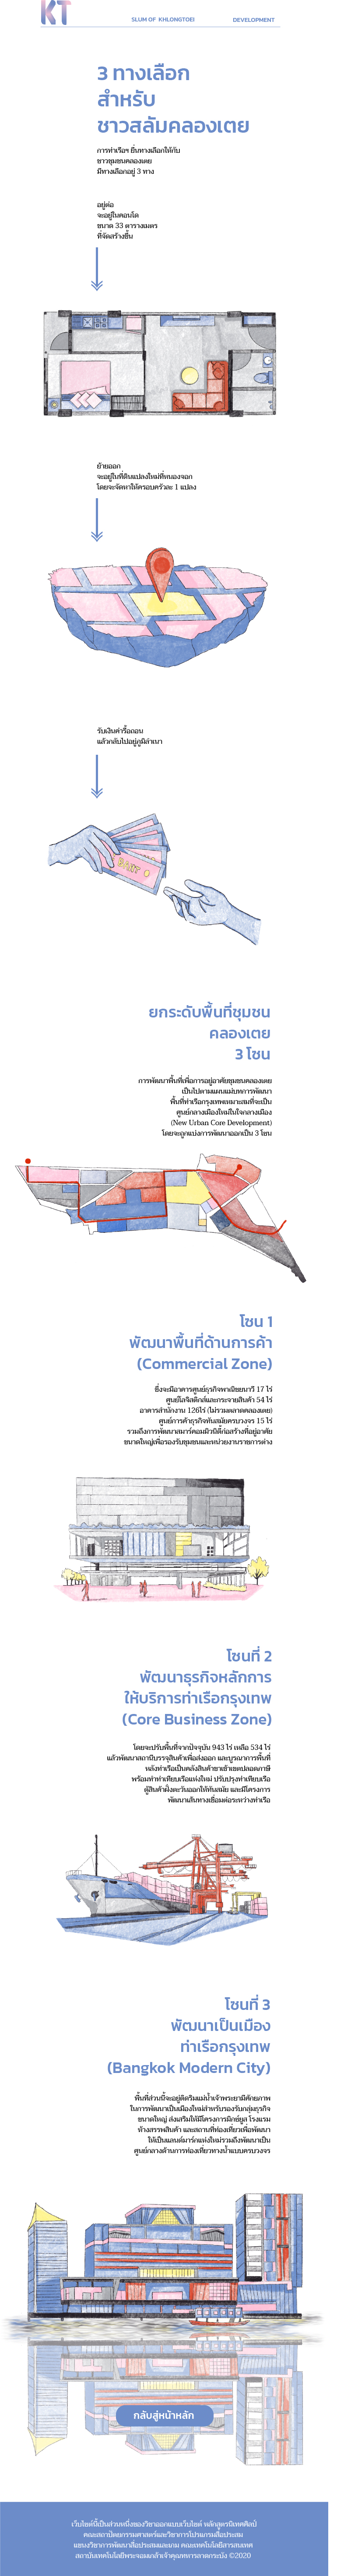 KT
SLUM OF KHLONGTOEI
DEVELOPMENT
3 ทางเลือก
สำหรับ
ชาวสลัมคลองเตย
การท่าเรือฯ ยื่นทางเลือกให้กับ
ชาวชุมชนคลองเตย
มีทางเลือกอยู่ 3 ทาง
อยู่ต่อ
จะอยู่ในคอนโด
ขนาด 33 ตารางเมตร
ที่จัดสร้างขึ้น
ย้ายออก
จะอยู่ในที่ดินแปลงใหม่ที่หนองจอก
โดยจะจัดหาให้ครอบครัวละ 1 แปลง
รับเงินค่ารื้อถอน
แล้วกลับไปอยู่ภูมิลำเนา
BAHT
ยกระดับพื้นที่ชุมชน
คลองเตย
3 โซน
การพัฒนาพื้นที่เพื่อการอยู่อาศัยชุมชนคลองเตย
เป็นไปตามแผนแม่บทการพัฒนา
พื้นที่ท่าเรือกรุงเทพเหมาะสมที่จะเป็น
ศูนย์กลางเมืองใหม่ในใจกลางเมือง
(New Urban Core Development)
โดยจะถูกแบ่งการพัฒนาออกเป็น 3 โซน
โซน 1
พัฒนาพื้นที่ด้านการค้า
(Commercial Zone)
ซึ่งจะมีอาคารศูนย์ธุรกิจพาณิชยนาวี 17 ไร่
ศูนย์โลจิสติกส์และกระจายสินค้า 54 ไร่
อาคารสำนักงาน 126ไร่ (ไม่รวมตลาดคลองเตย)
ศูนย์การค้าธุรกิจทันสมัยครบวงจร 15 ไร่
รวมถึงการพัฒนาสมาร์ตคอมมิวนิตี้ก่อสร้างที่อยู่อาศัย
ขนาดใหญ่เพื่อรองรับชุมชนและหน่วยงานราชการต่าง
โซนที่ 2
พัฒนาธุรกิจหลักการ
ให้บริการท่าเรือกรุงเทพ
(Core Business Zone)
โดยจะปรับพื้นที่จากปัจจุบัน 943 ไร่ เหลือ 534 ไร่
แล้วพัฒนาสถานีบรรจุสินค้าเพื่อส่งออก และบูรณาการพื้นที่
หลังท่าเรือเป็นคลังสินค้าขาเข้าเขตปลอดภาษี
พร้อมทำท่าเทียบเรือแห่งใหม่ ปรับปรุงท่าเทียบเรือ
ตู้สินค้าฝั่งตะวันออกให้ทันสมัย และมีโครงการ
พัฒนาเส้นทางเชื่อมต่อระหว่างท่าเรือ
โซนที่ 3
พัฒนาเป็นเมือง
ท่าเรือกรุงเทพ
(Bangkok Modern City)
พื้นที่ส่วนนี้จะอยู่ติดริมแม่น้ำเจ้าพระยามีศักยภาพ
ในการพัฒนาเป็นเมืองใหม่สำหรับรองรับกลุ่มธุรกิจ
ขนาดใหญ่ ส่งเสริมให้มีโครงการมิกซ์ยูส โรงแรม
ห้างสรรพสินค้า และสถานที่ท่องเที่ยวเพื่อพัฒนา
ให้เป็นแลนด์มาร์กแห่งใหม่รวมถึงพัฒนาเป็น
ศูนย์กลางด้านการท่องเที่ยวทางน้ำแบบครบวงจร
กลับสู่หน้าหลัก
เว็บไซต์นี้เป็นส่วนหนึ่งของวิชาออกแบบเว็บไซต์ หลักสูตรนิเทศศิลป์
คณะสถาปัตยกรรมศาสตร์และวิชาการโปรแกรมสื่อประสม
แขนงวิชาการพัฒนาสื่อประสมและเกม คณะเทคโนโลยีสารสนเทศ
สถาบันเทคโนโลยีพระจอมเกล้าเจ้าคุณทหารลาดกระบัง ©2020